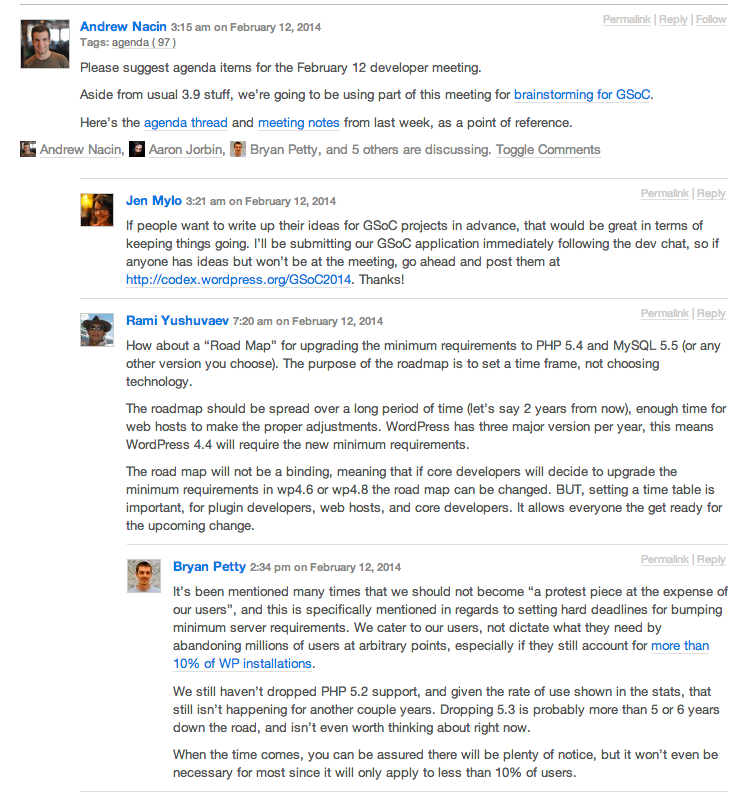 Andrew Nacin 3:15 am on February 12, 2014
Permalink | Reply | Follow
Tags: agenda ( 97 )
Please suggest agenda items for the February 12 developer meeting.
Aside from usual 3.9 stuff, we're going to be using part of this meeting for brainstorming for GSoC.
Here's the agenda thread and meeting notes from last week, as a point of reference.
Andrew Nacin, Aaron Jorbin, Bryan Petty, and 5 others are discussing. Toggle Comments
Jen Mylo 3:21 am on February 12, 2014
Permalink | Reply
If people want to write up their ideas for GSoC projects in advance, that would be great in terms of
keeping things going. I'll be submitting our GSoC application immediately following the dev chat, so if
anyone has ideas but won't be at the meeting, go ahead and post them at
http://codex.wordpress.org/GSoC2014. Thanks!
Rami Yushuvaev 7:20 am on February 12, 2014
Permalink | Reply
How about a “Road Map” for upgrading the minimum requirements to PHP 5.4 and MySQL 5.5 (or any
other version you choose). The purpose of the roadmap is to set a time frame, not choosing
technology.
The roadmap should be spread over a long period of time (let's say 2 years from now), enough time for
web hosts to make the proper adjustments. WordPress has three major version per year, this means
WordPress 4.4 will require the new minimum requirements.
The road map will not be a binding, meaning that if core developers will decide to upgrade the
minimum requirements in wp4.6 or wp4.8 the road map can be changed. BUT, setting a time table is
important, for plugin developers, web hosts, and core developers. It allows everyone the get ready for
the upcoming change.
Bryan Petty 2:34 pm on February 12, 2014
Permalink | Reply
It's been mentioned many times that we should not become “a protest piece at the expense of
our users”, and this is specifically mentioned in regards to setting hard deadlines for bumping
minimum server requirements. We cater to our users, not dictate what they need by
abandoning millions of users at arbitrary points, especially if they still account for more than
10% of WP installations.
We still haven't dropped PHP 5.2 support, and given the rate of use shown in the stats, that
still isn't happening for another couple years. Dropping 5.3 is probably more than 5 or 6 years
down the road, and isn't even worth thinking about right now.
When the time comes, you can be assured there will be plenty of notice, but it won't even be
necessary for most since it will only apply to less than 10% of users.